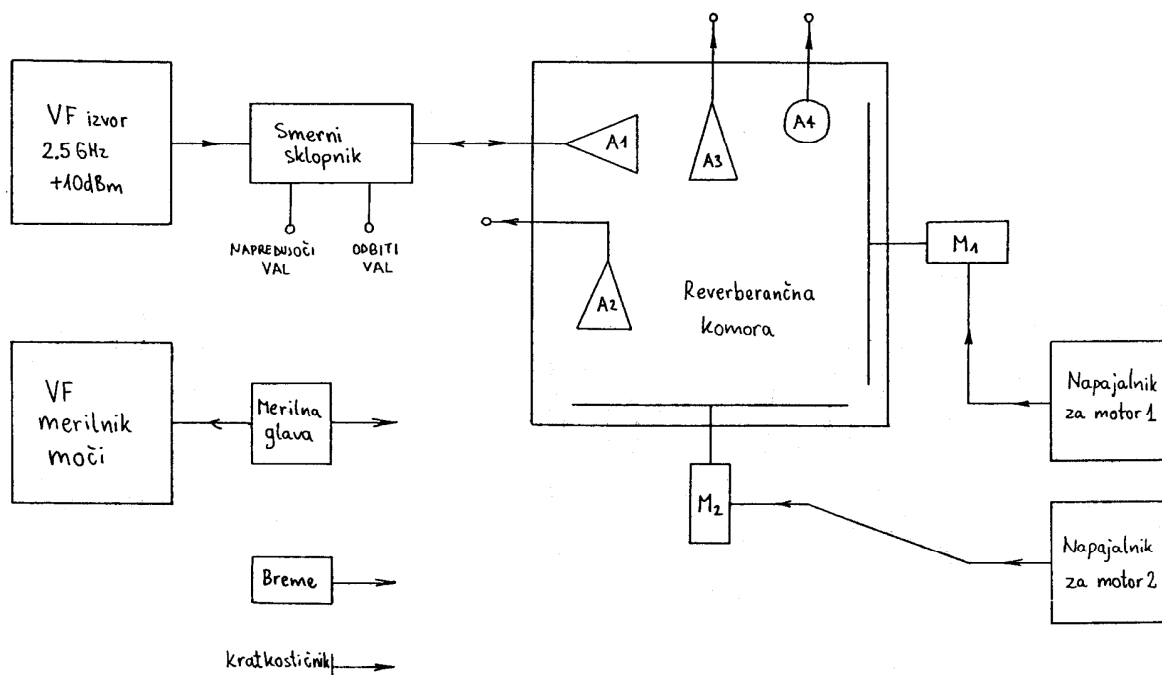 VF izvor
2.5 GHz
+10dBm
Smerni
sklopnik
NAPREDUJOČI
VAL
ODBITI
VAL
A1
A2
A3
A4
Reverberančna
komora
M1
M2
Napajalnik
za motor 1
Napajalnik
za motor 2
VF
merilnik
moči
Merilna
glava
Breme
kratkostičnik